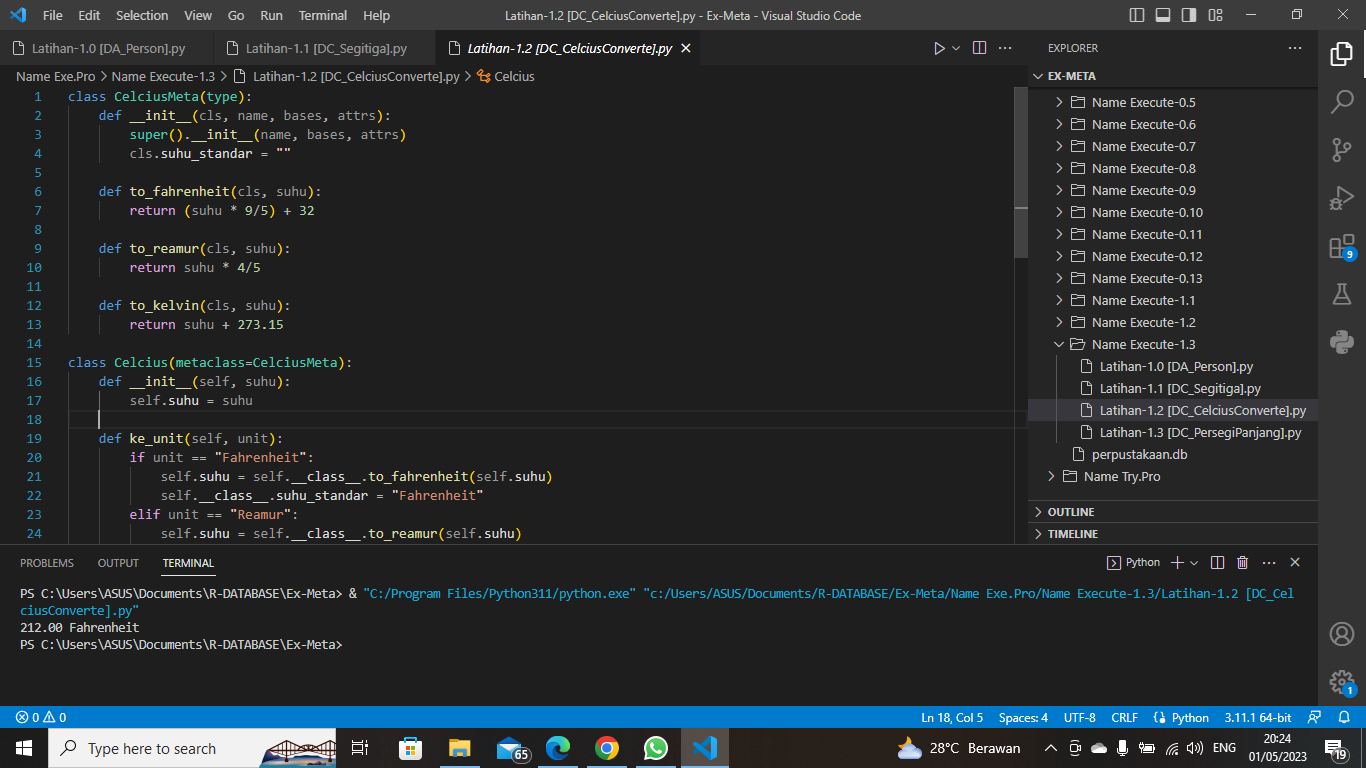 File Edit Selection View Go Run Terminal Help
Latihan-1.2 [DC_CelciusConverte].py - Ex-Meta - Visual Studio Code
Latihan-1.0 [DA_Person].py
Latihan-1.1 [DC_Segitiga].py
Latihan-1.2 [DC_CelciusConverte].py
Name Exe.Pro > Name Execute-1.3 > Latihan-1.2 [DC_CelciusConverte].py > Celcius
1 class CelciusMeta(type):
2     def __init__(cls, name, bases, attrs):
3         super().__init__(name, bases, attrs)
4         cls.suhu_standar = ""
5
6     def to_fahrenheit(cls, suhu):
7         return (suhu * 9/5) + 32
8
9     def to_reamur(cls, suhu):
10         return suhu * 4/5
11
12     def to_kelvin(cls, suhu):
13         return suhu + 273.15
14
15 class Celcius(metaclass=CelciusMeta):
16     def __init__(self, suhu):
17         self.suhu = suhu
18
19     def ke_unit(self, unit):
20         if unit == "Fahrenheit":
21             self.suhu = self.__class__.to_fahrenheit(self.suhu)
22             self.__class__.suhu_standar = "Fahrenheit"
23         elif unit == "Reamur":
24             self.suhu = self.__class__.to_reamur(self.suhu)
EXPLORER
EX-META
Name Execute-0.5
Name Execute-0.6
Name Execute-0.7
Name Execute-0.8
Name Execute-0.9
Name Execute-0.10
Name Execute-0.11
Name Execute-0.12
Name Execute-0.13
Name Execute-1.1
Name Execute-1.2
Name Execute-1.3
Latihan-1.0 [DA_Person].py
Latihan-1.1 [DC_Segitiga].py
Latihan-1.2 [DC_CelciusConverte].py
Latihan-1.3 [DC_PersegiPanjang].py
perpustakaan.db
Name Try.Pro
OUTLINE
TIMELINE
9
1
PROBLEMS OUTPUT TERMINAL
Python
PS C:\Users\ASUS\Documents\R-DATABASE\Ex-Meta> & "C:/Program Files/Python311/python.exe" "c:/Users/ASUS/Documents/R-DATABASE/Ex-Meta/Name Exe.Pro/Name Execute-1.3/Latihan-1.2 [DC_Cel
ciusConverte].py"
212.00 Fahrenheit
PS C:\Users\ASUS\Documents\R-DATABASE\Ex-Meta>
0 0
Ln 18, Col 5 Spaces: 4 UTF-8 CRLF Python 3.11.1 64-bit
Type here to search
65
28°C Berawan
ENG
20:24
01/05/2023
19